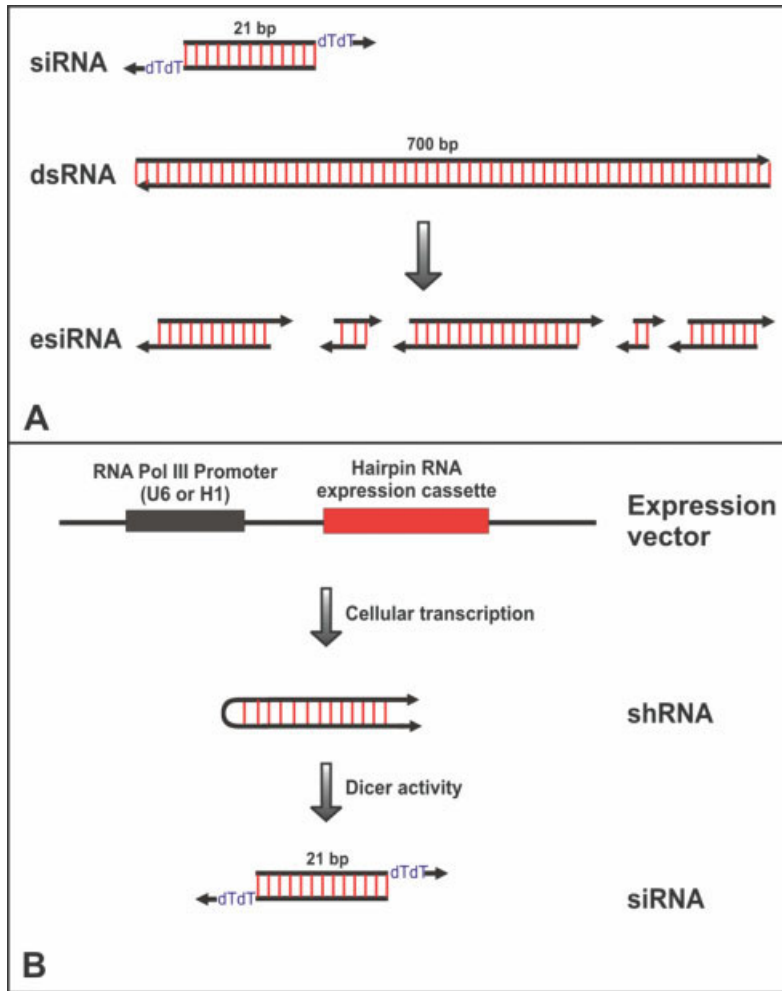 21 bp
siRNA
dTdT
dTdT
700 bp
dsRNA
esiRNA
A
RNA Pol III Promoter
(U6 or H1)
Hairpin RNA
expression cassette
Expression
vector
Cellular transcription
shRNA
Dicer activity
21 bp
dTdT
dTdT
siRNA
B